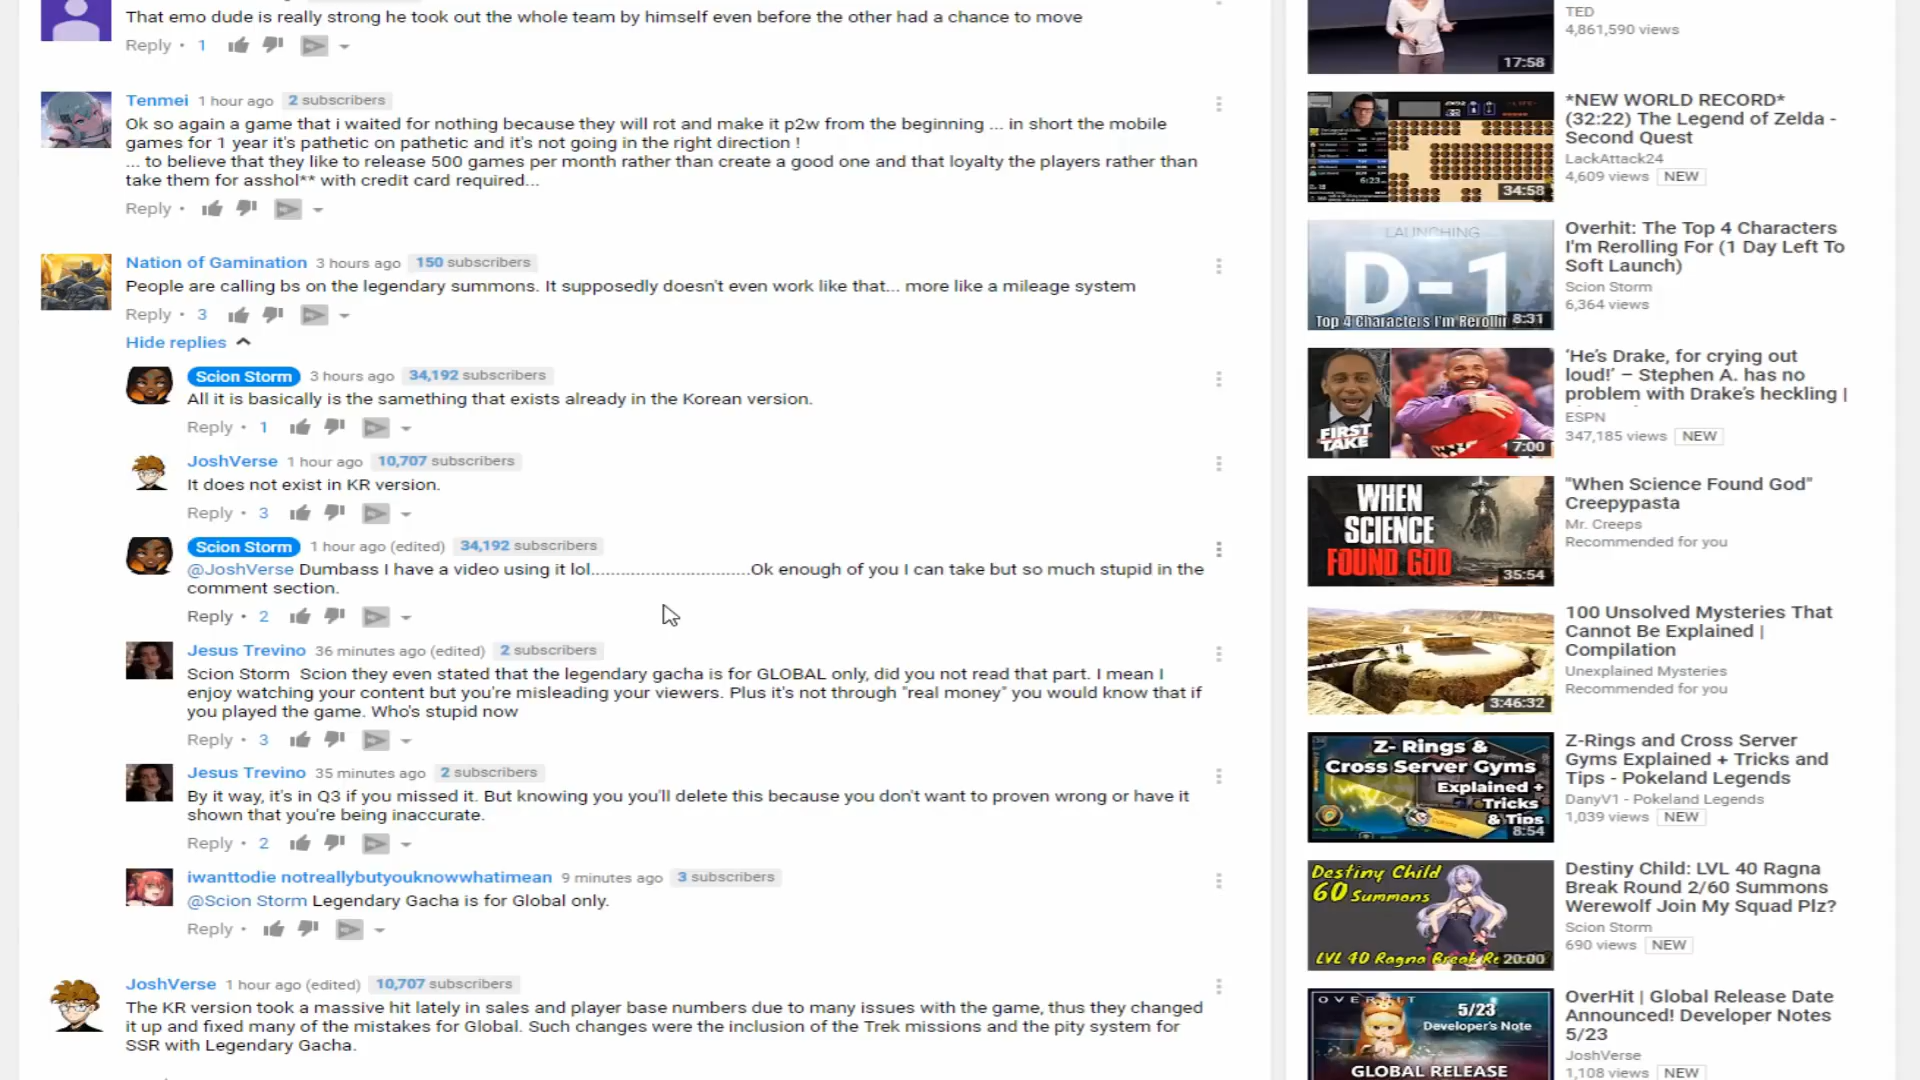 That emo dude is really strong he took out the whole team by himself even before the other had a chance to move
Reply • 1
Tenmei 1 hour ago 2 subscribers
Ok so again a game that i waited for nothing because they will rot and make it p2w from the beginning ... in short the mobile
games for 1 year it's pathetic on pathetic and it's not going in the right direction !
... to believe that they like to release 500 games per month rather than create a good one and that loyalty the players rather than
take them for asshol** with credit card required...
Reply •
Nation of Gamination 3 hours ago 150 subscribers
People are calling bs on the legendary summons. It supposedly doesn't even work like that... more like a mileage system
Reply • 3
Hide replies
Scion Storm 3 hours ago 34,192 subscribers
All it is basically is the samething that exists already in the Korean version.
Reply • 1
JoshVerse 1 hour ago 10,707 subscribers
It does not exist in KR version.
Reply • 3
Scion Storm 1 hour ago (edited) 34,192 subscribers
@JoshVerse Dumbass I have a video using it lol................................Ok enough of you I can take but so much stupid in the
comment section.
Reply • 2
Jesus Trevino 36 minutes ago (edited) 2 subscribers
Scion Storm Scion they even stated that the legendary gacha is for GLOBAL only, did you not read that part. I mean I
enjoy watching your content but you're misleading your viewers. Plus it's not through "real money" you would know that if
you played the game. Who's stupid now
Reply • 3
Jesus Trevino 35 minutes ago 2 subscribers
By it way, it's in Q3 if you missed it. But knowing you you'll delete this because you don't want to proven wrong or have it
shown that you're being inaccurate.
Reply • 2
iwanttodie notreallybutyouknowwhatimean 9 minutes ago 3 subscribers
@Scion Storm Legendary Gacha is for Global only.
Reply •
JoshVerse 1 hour ago (edited) 10,707 subscribers
The KR version took a massive hit lately in sales and player base numbers due to many issues with the game, thus they changed
it up and fixed many of the mistakes for Global. Such changes were the inclusion of the Trek missions and the pity system for
SSR with Legendary Gacha.
17:58
TED
4,861,590 views
34:58
*NEW WORLD RECORD*
(32:22) The Legend of Zelda -
Second Quest
LackAttack24
4,609 views NEW
LAUNCHING
D-1
Top 4 Characters I'm Rerollin
8:31
Overhit: The Top 4 Characters
I'm Rerolling For (1 Day Left To
Soft Launch)
Scion Storm
6,364 views
FIRST
TAKE
7:00
'He's Drake, for crying out
loud!' – Stephen A. has no
problem with Drake's heckling |
ESPN
347,185 views NEW
WHEN
SCIENCE
FOUND GOD
35:54
"When Science Found God"
Creepypasta
Mr. Creeps
Recommended for you
3:46:32
100 Unsolved Mysteries That
Cannot Be Explained |
Compilation
Unexplained Mysteries
Recommended for you
Z- Rings &
Cross Server Gyms
Explained +
Tricks
& Tips
8:54
Z-Rings and Cross Server
Gyms Explained + Tricks and
Tips - Pokeland Legends
DanyV1 - Pokeland Legends
1,039 views NEW
Destiny Child
60 Summons
LVL 40 Ragna Break Ro
20:00
Destiny Child: LVL 40 Ragna
Break Round 2/60 Summons
Werewolf Join My Squad Plz?
Scion Storm
690 views NEW
OVERHIT
5/23
Developer's Note
GLOBAL RELEASE
OverHit | Global Release Date
Announced! Developer Notes
5/23
JoshVerse
1,108 views NEW